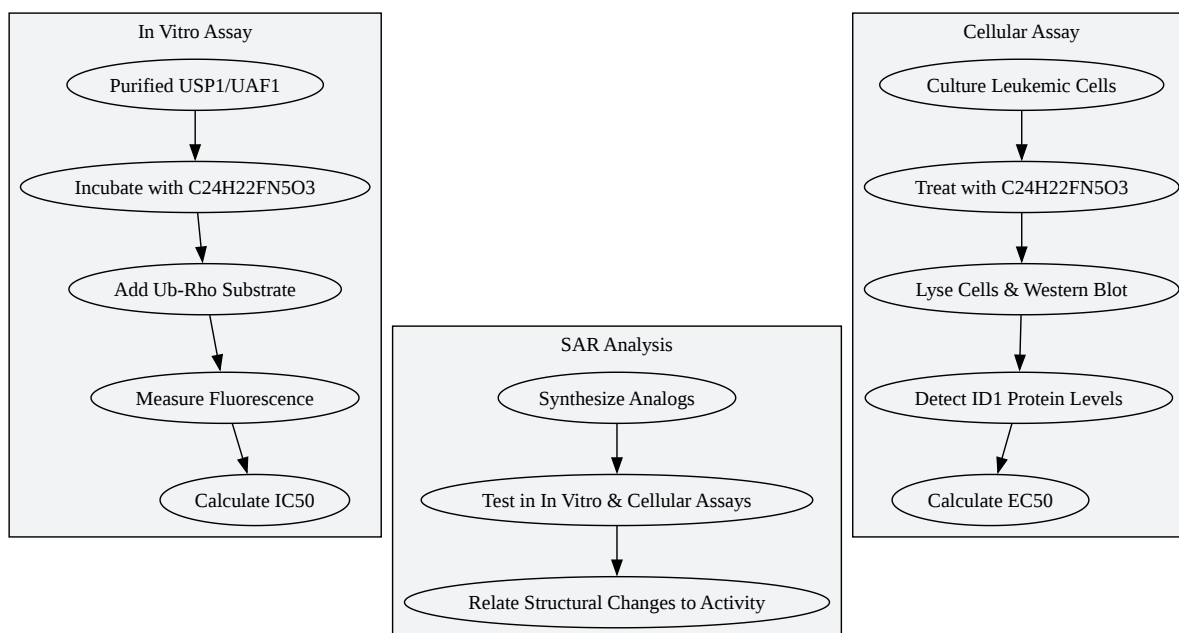 In Vitro Assay
Purified USP1/UAF1
Incubate with C24H22FN5O3
Add Ub-Rho Substrate
Measure Fluorescence
Calculate IC50
SAR Analysis
Synthesize Analogs
Test in In Vitro & Cellular Assays
Relate Structural Changes to Activity
Cellular Assay
Culture Leukemic Cells
Treat with C24H22FN5O3
Lyse Cells & Western Blot
Detect ID1 Protein Levels
Calculate EC50